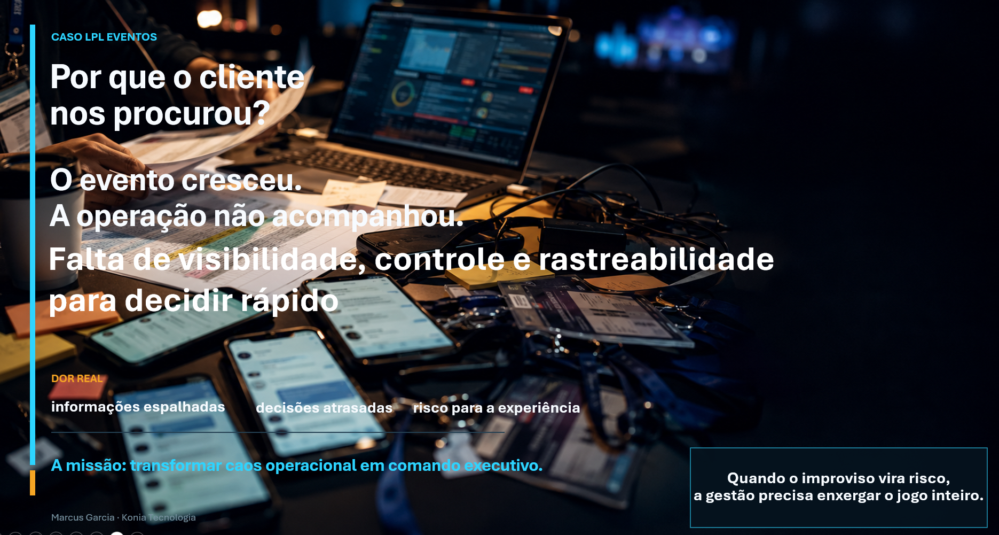 CASO LPL EVENTOS
Por que o cliente
nos procurou?
O evento cresceu.
A operação não acompanhou.
Falta de visibilidade, controle e rastreabilidade
para decidir rápido
DOR REAL
informações espalhadas decisões atrasadas risco para a experiência
A missão: transformar caos operacional em comando executivo.
Quando o improviso vira risco,
a gestão precisa enxergar o jogo inteiro.
Marcus Garcia · Konia Tecnologia